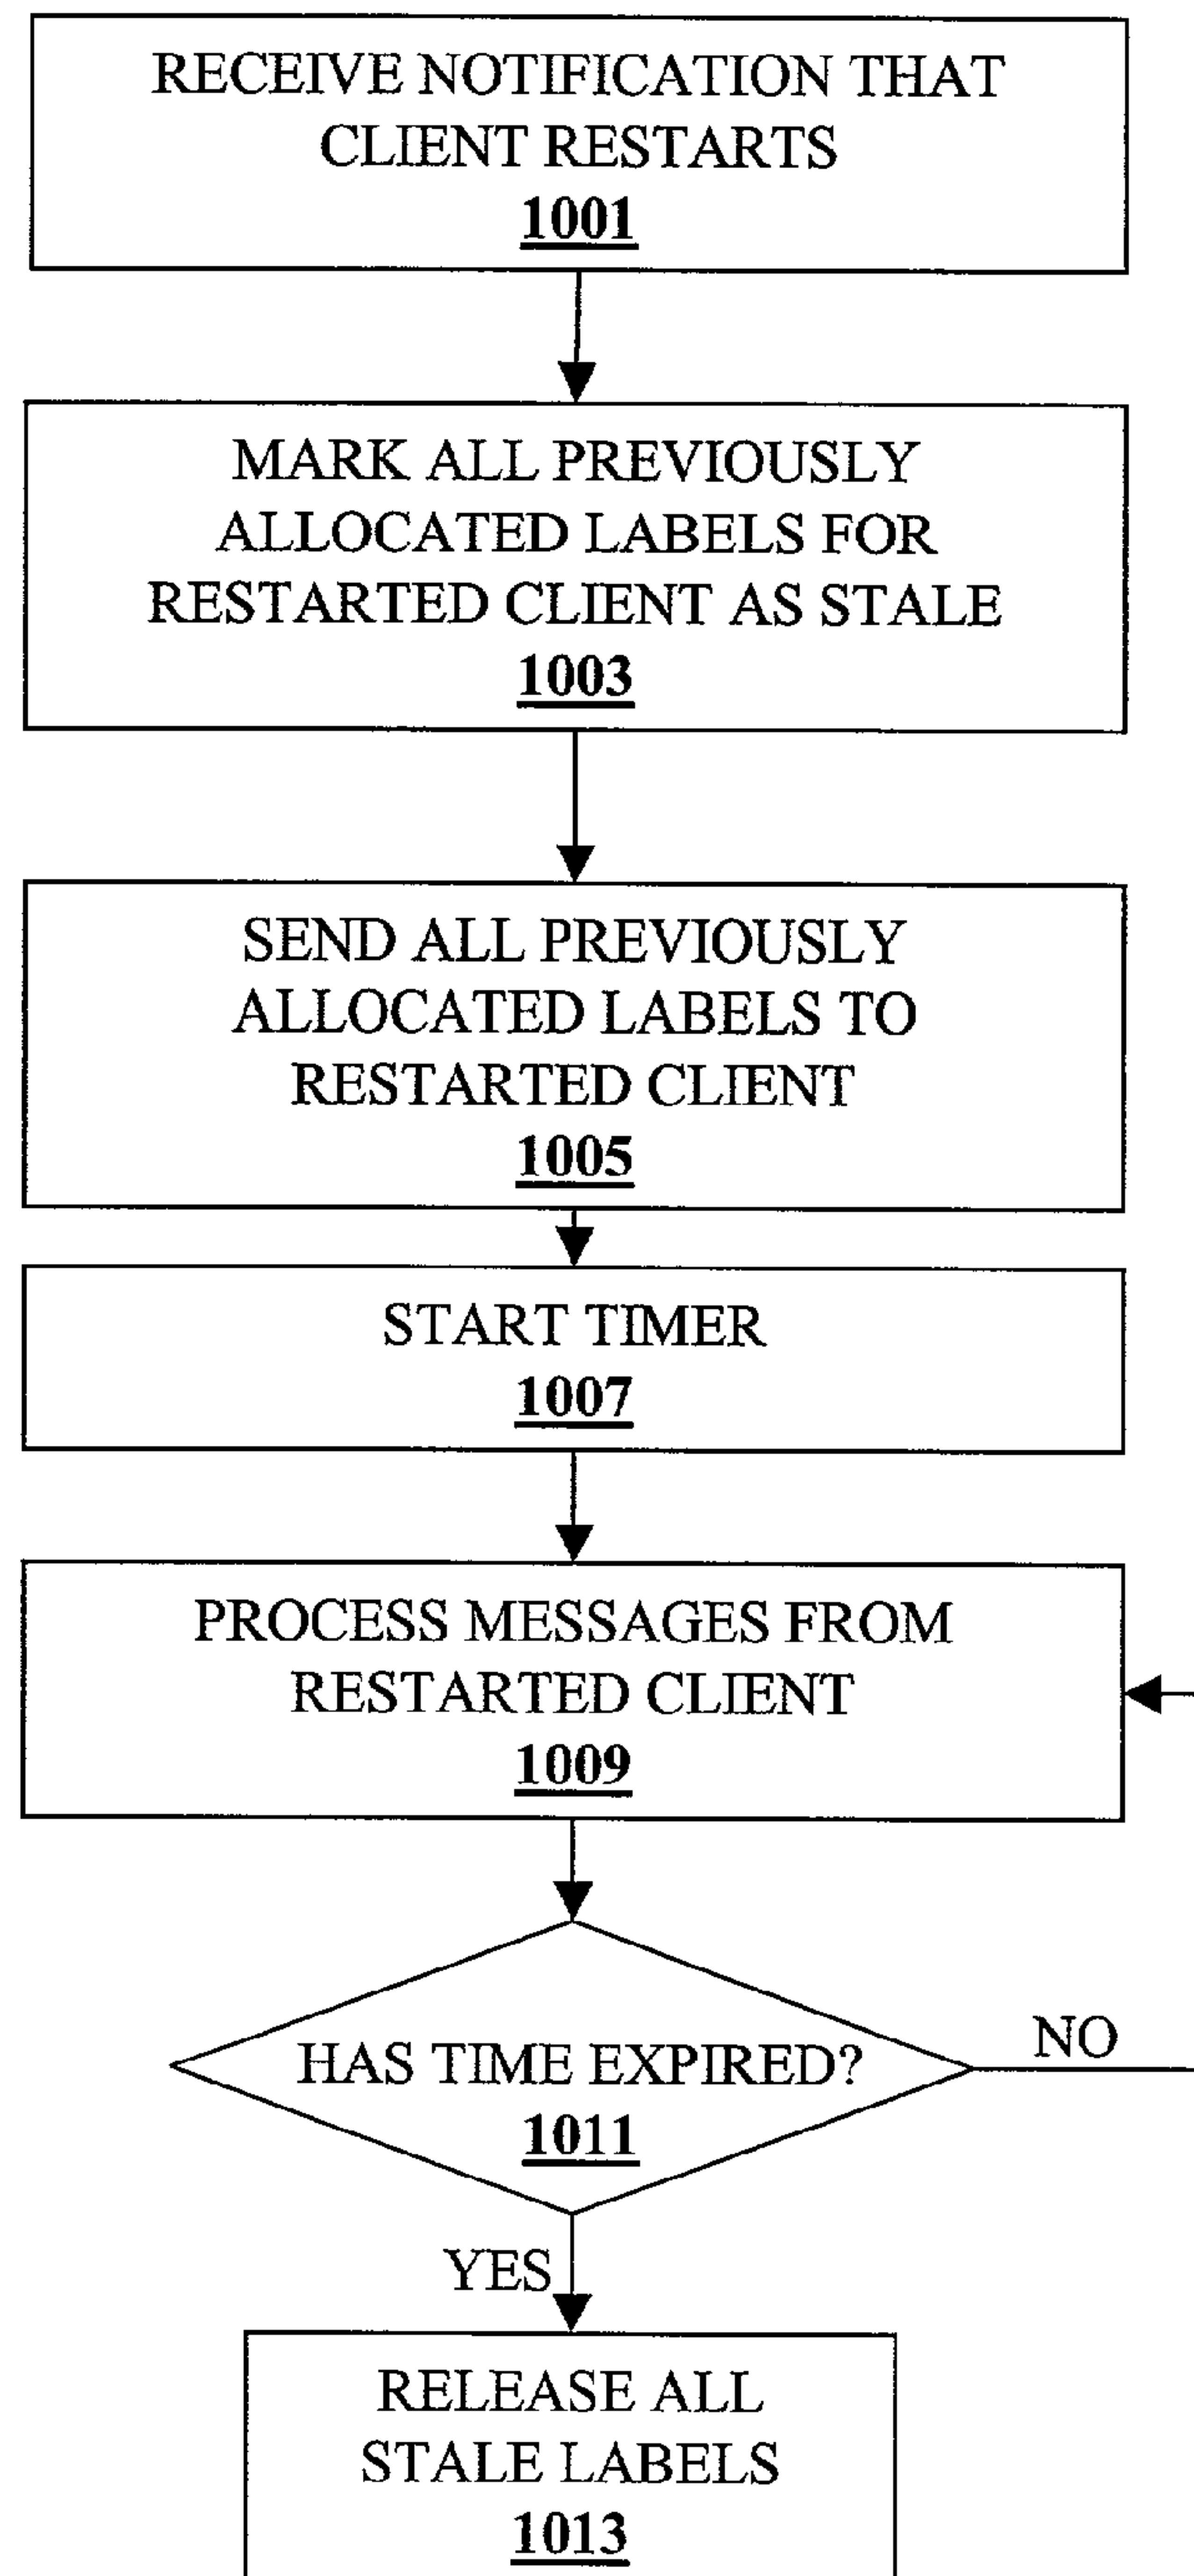 RECEIVE NOTIFICATION THAT
CLIENT RESTARTS
1001
MARK ALL PREVIOUSLY
ALLOCATED LABELS FOR
RESTARTED CLIENT AS STALE
1003
SEND ALL PREVIOUSLY
ALLOCATED LABELS TO
RESTARTED CLIENT
1005
START TIMER
1007
PROCESS MESSAGES FROM
RESTARTED CLIENT
1009
HAS TIME EXPIRED?
1011
NO
YES
RELEASE ALL
STALE LABELS
1013